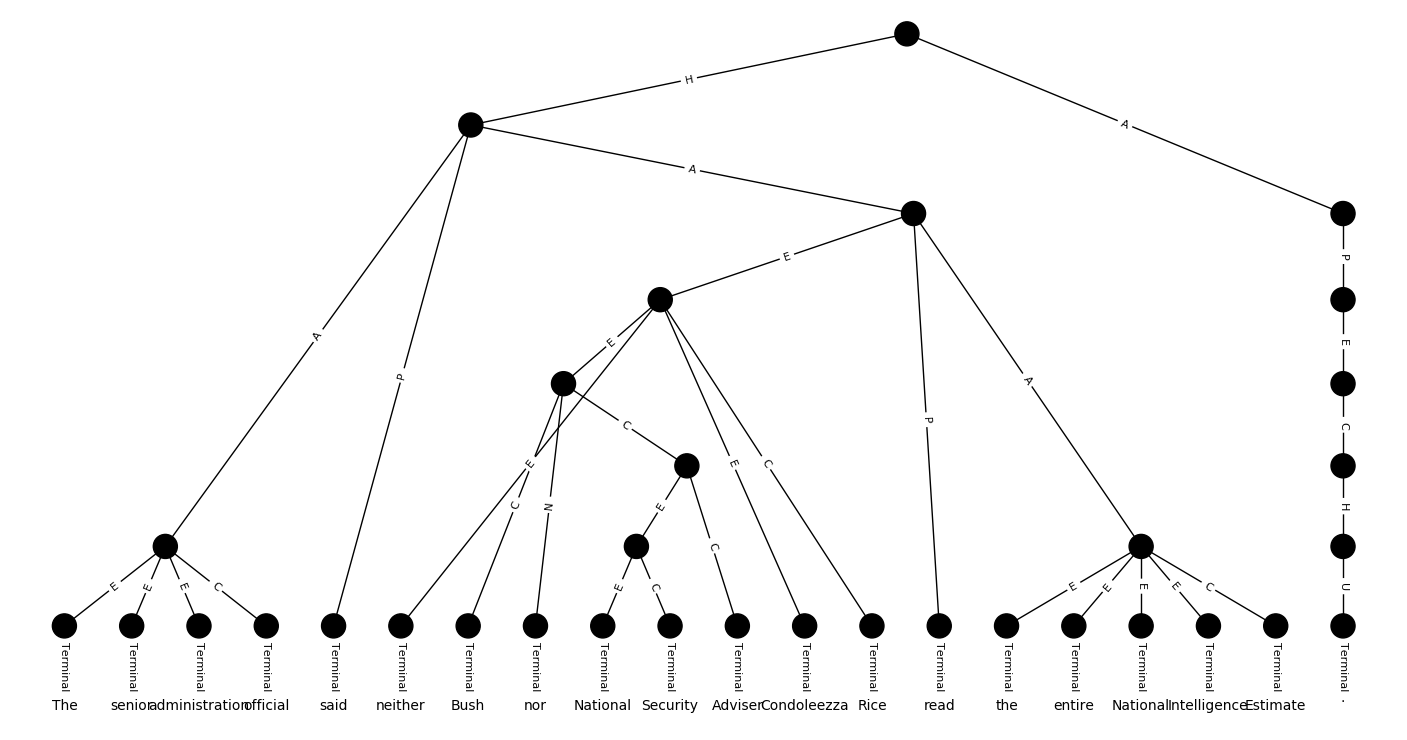 H
A
A
P
E
A
E
E
C
P
A
E
P
E
C
E
C
N
E
C
C
H
E
E
E
C
E
C
E
E
E
E
C
U
Terminal Terminal Terminal Terminal Terminal Terminal Terminal Terminal Terminal Terminal Terminal Terminal Terminal Terminal Terminal Terminal Terminal Terminal Terminal Terminal
The senior administration official said neither Bush nor National Security Adviser Condoleezza Rice read the entire National Intelligence Estimate .